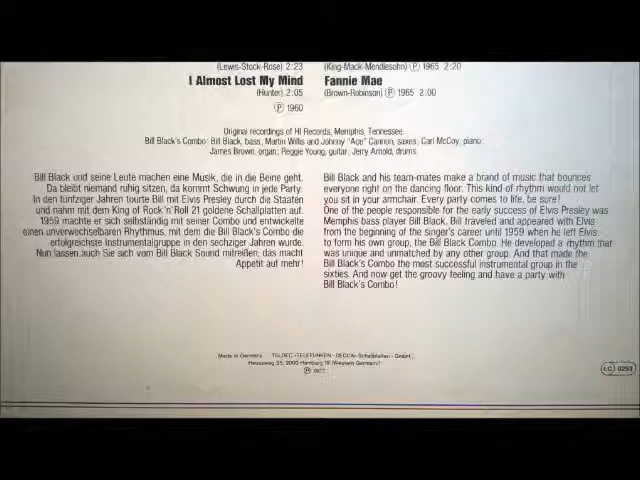 (Lewis-Stock-Rose) 2:23
I Almost Lost My Mind
(Hunter) 2:05
Ⓟ 1960
(King-Mack-Mendlesohn) Ⓟ 1965 2:20
Fannie Mae
(Brown-Robinson) Ⓟ 1965 2:00
Original recordings of HI Records, Memphis, Tennessee.
Bill Black's Combo: Bill Black, bass, Martin Willis and Johnny "Ace" Cannon, saxes, Carl McCoy, piano:
James Brown, organ; Reggie Young, guitar, Jerry Arnold, drums.
Bill Black und seine Leute machen eine Musik, die in die Beine geht.
Da bleibt niemand ruhig sitzen, da kommt Schwung in jede Party.
In den fünfziger Jahren tourte Bill mit Elvis Presley durch die Staaten
und nahm mit dem King of Rock 'n' Roll 21 goldene Schallplatten auf.
1959 machte er sich selbständig mit seiner Combo und entwickelte
einen unverwechselbaren Rhythmus, mit dem die Bill Black's Combo die
erfolgreichste Instrumentalgruppe in den sechziger Jahren wurde.
Nun lassen auch Sie sich vom Bill Black Sound mitreißen, das macht
Appetit auf mehr!
Bill Black and his team-mates make a brand of music that bounces
everyone right on the dancing floor. This kind of rhythm would not let
you sit in your armchair. Every party comes to life, be sure!
One of the people responsible for the early success of Elvis Presley was
Memphis bass player Bill Black. Bill traveled and appeared with Elvis
from the beginning of the singer's career until 1959 when he left Elvis
to form his own group, the Bill Black Combo. He developed a rhythm that
was unique and unmatched by any other group. And that made the
Bill Black's Combo the most successful instrumental group in the
sixties. And now get the groovy feeling and have a party with
Bill Black's Combo!
Made in Germany TELDEC »TELEFUNKEN-DECCA« Schallplatten-GmbH,
Heussweg 25, 2000 Hamburg 19 (Western Germany)
Ⓟ 1977
LC 0253